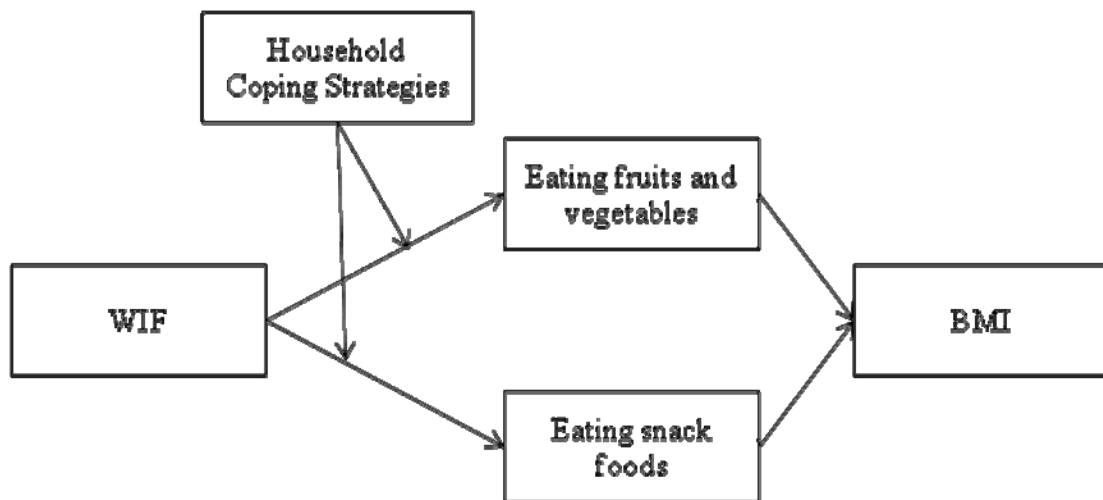 Household
Coping Strategies
Eating fruits and
vegetables
WIF
BMI
Eating snack
foods